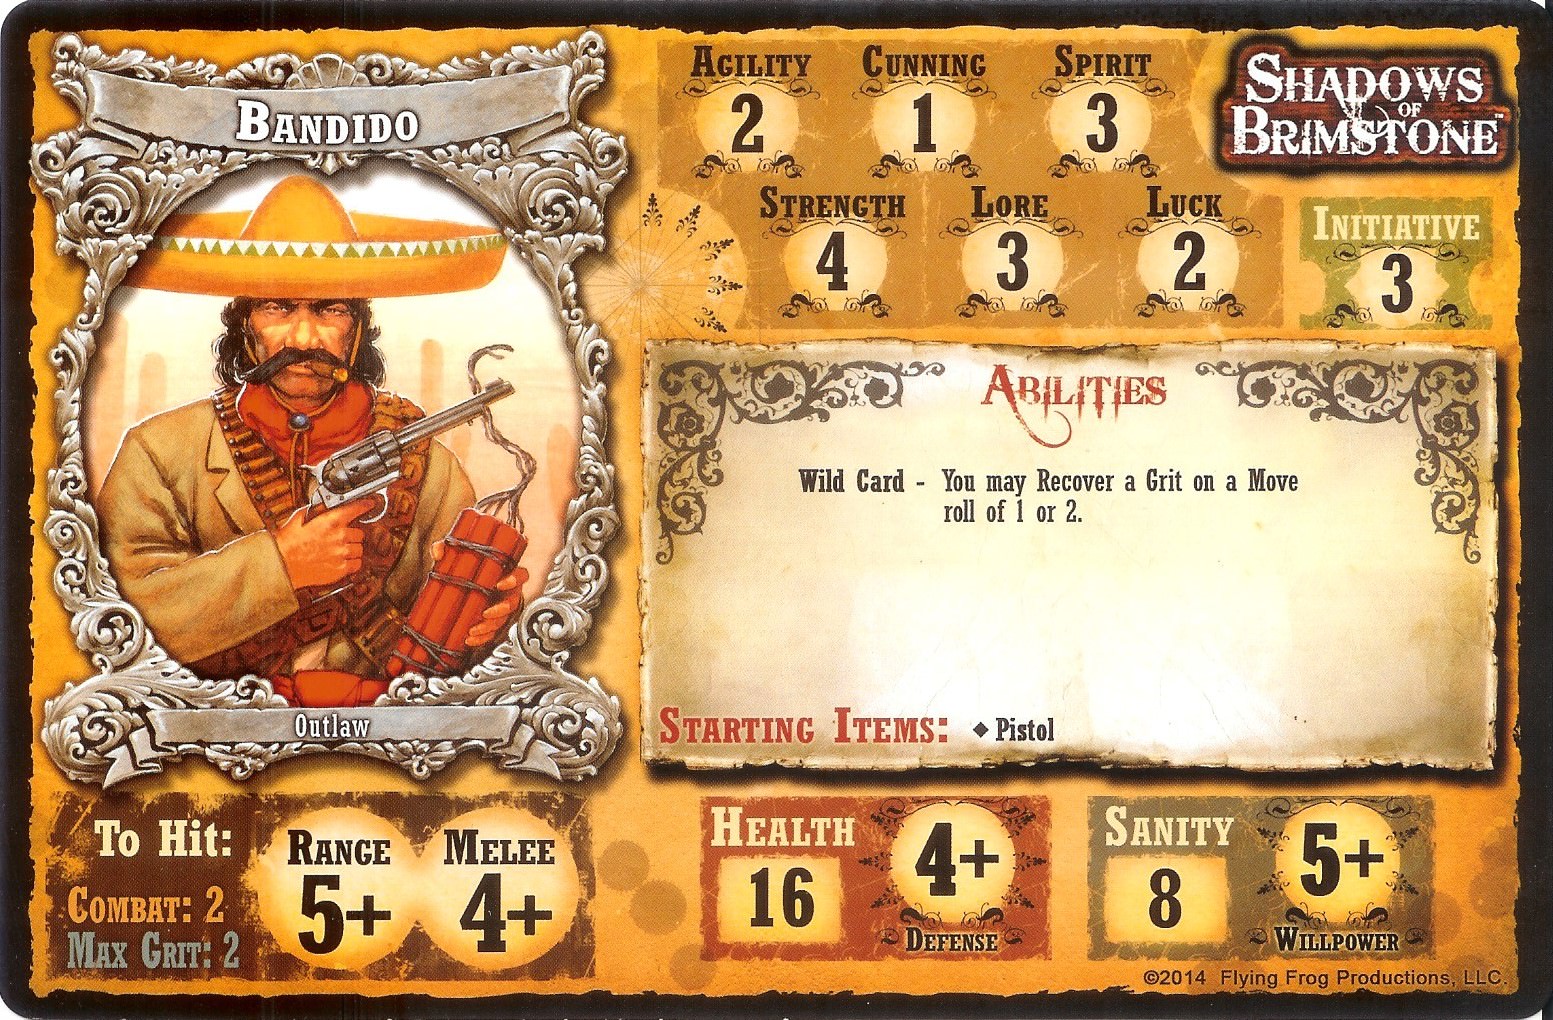 BANDIDO
Outlaw
AGILITY
2
CUNNING
1
SPIRIT
3
SHADOWS
OF
BRIMSTONE™
STRENGTH
4
LORE
3
LUCK
2
INITIATIVE
3
ABILITIES
Wild Card - You may Recover a Grit on a Move
roll of 1 or 2.
STARTING ITEMS: ◆ Pistol
TO HIT:
COMBAT: 2
MAX GRIT: 2
RANGE
5+
MELEE
4+
HEALTH
16
4+
DEFENSE
SANITY
8
5+
WILLPOWER
©2014 Flying Frog Productions, LLC.